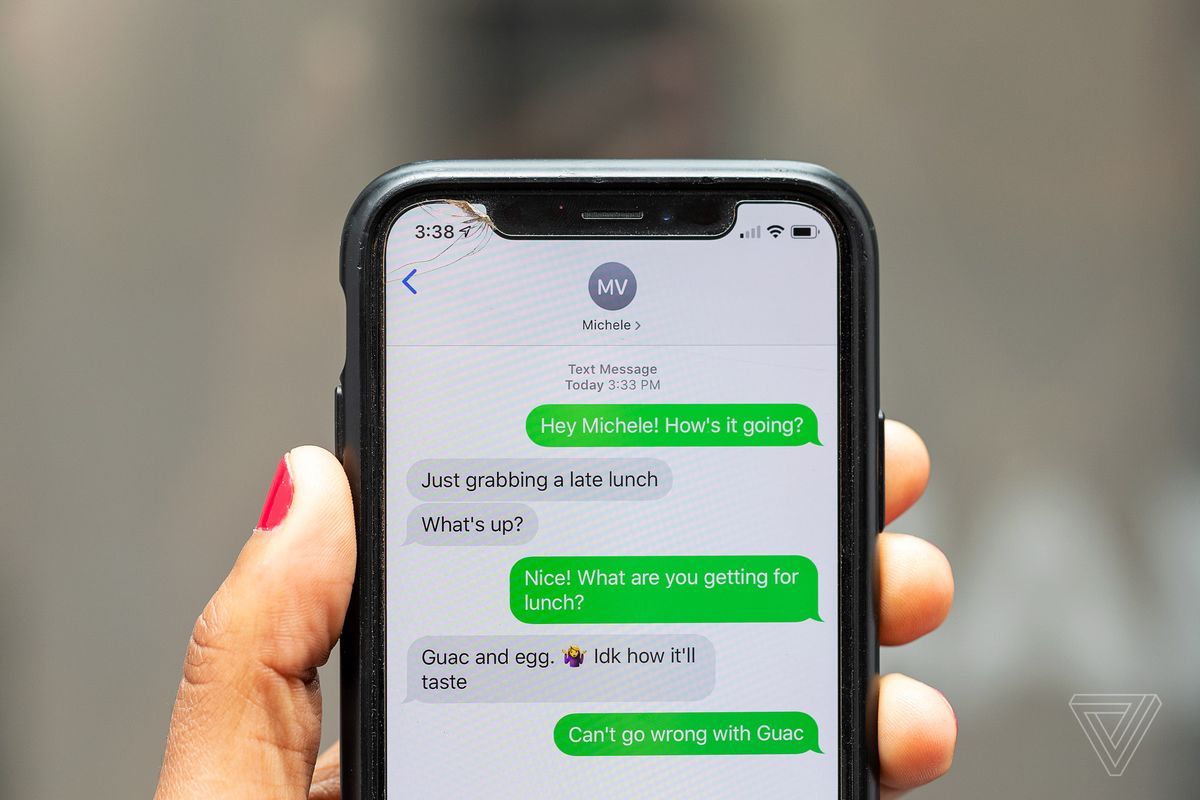 3:38
MV
Michele >
Text Message
Today 3:33 PM
Hey Michele! How's it going?
Just grabbing a late lunch
What's up?
Nice! What are you getting for
lunch?
Guac and egg. 🤷‍♀️ Idk how it'll
taste
Can't go wrong with Guac